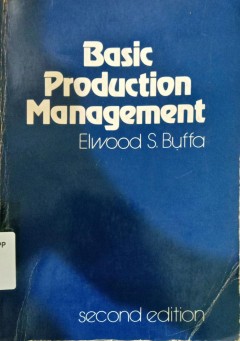 Basic
Production
Management
Elwood S. Buffa
second edition